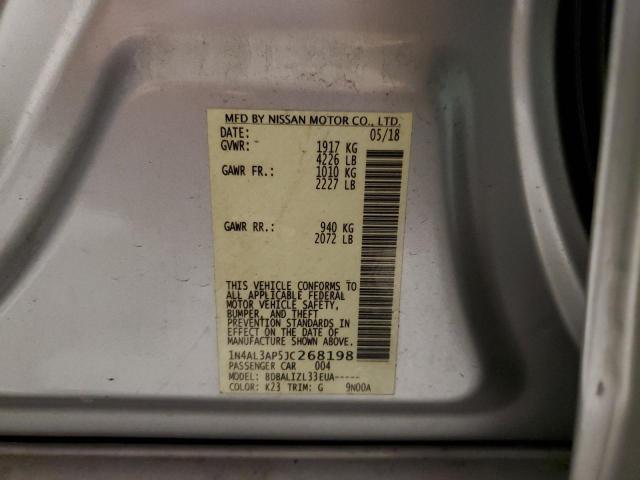 MFD BY NISSAN MOTOR CO., LTD.
DATE: 05/18
GVWR: 1917 KG
4226 LB
GAWR FR.: 1010 KG
2227 LB
GAWR RR.: 940 KG
2072 LB
THIS VEHICLE CONFORMS TO
ALL APPLICABLE FEDERAL
MOTOR VEHICLE SAFETY,
BUMPER, AND THEFT
PREVENTION STANDARDS IN
EFFECT ON THE DATE OF
MANUFACTURE SHOWN ABOVE.
1N4AL3AP5JC268198
PASSENGER CAR 004
MODEL: BDBALIZL33EUA-----
COLOR: K23 TRIM: G 9N00A